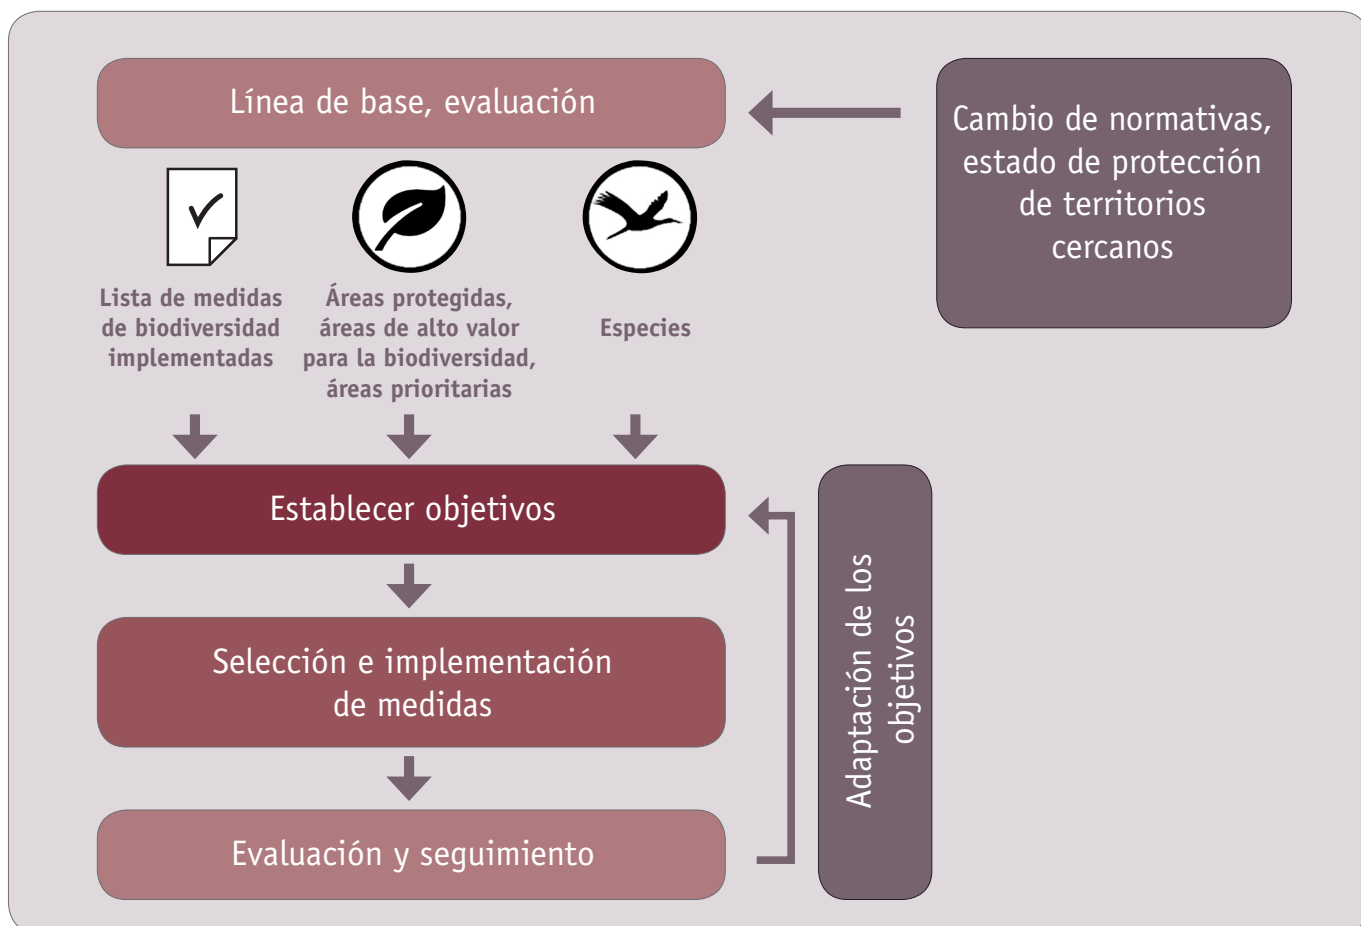 Línea de base, evaluación
Cambio de normativas,
estado de protección
de territorios
cercanos
Lista de medidas
de biodiversidad
implementadas
Áreas protegidas,
áreas de alto valor
para la biodiversidad,
áreas prioritarias
Especies
Establecer objetivos
Selección e implementación
de medidas
Evaluación y seguimiento
Adaptación de los
objetivos